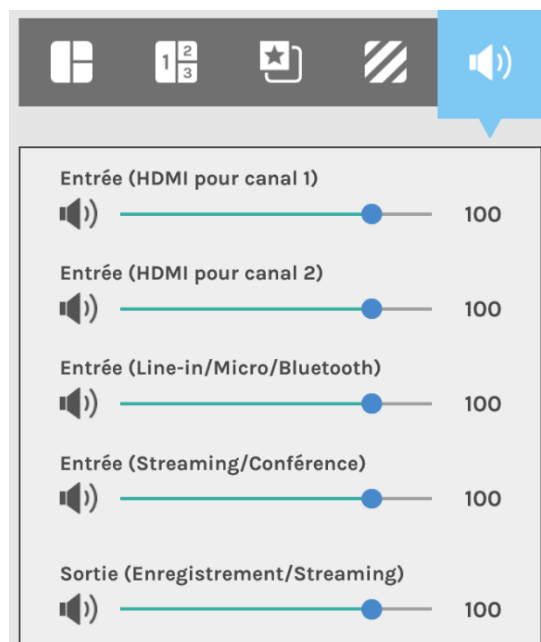 1 2
3
Entrée (HDMI pour canal 1)
100
Entrée (HDMI pour canal 2)
100
Entrée (Line-in/Micro/Bluetooth)
100
Entrée (Streaming/Conférence)
100
Sortie (Enregistrement/Streaming)
100